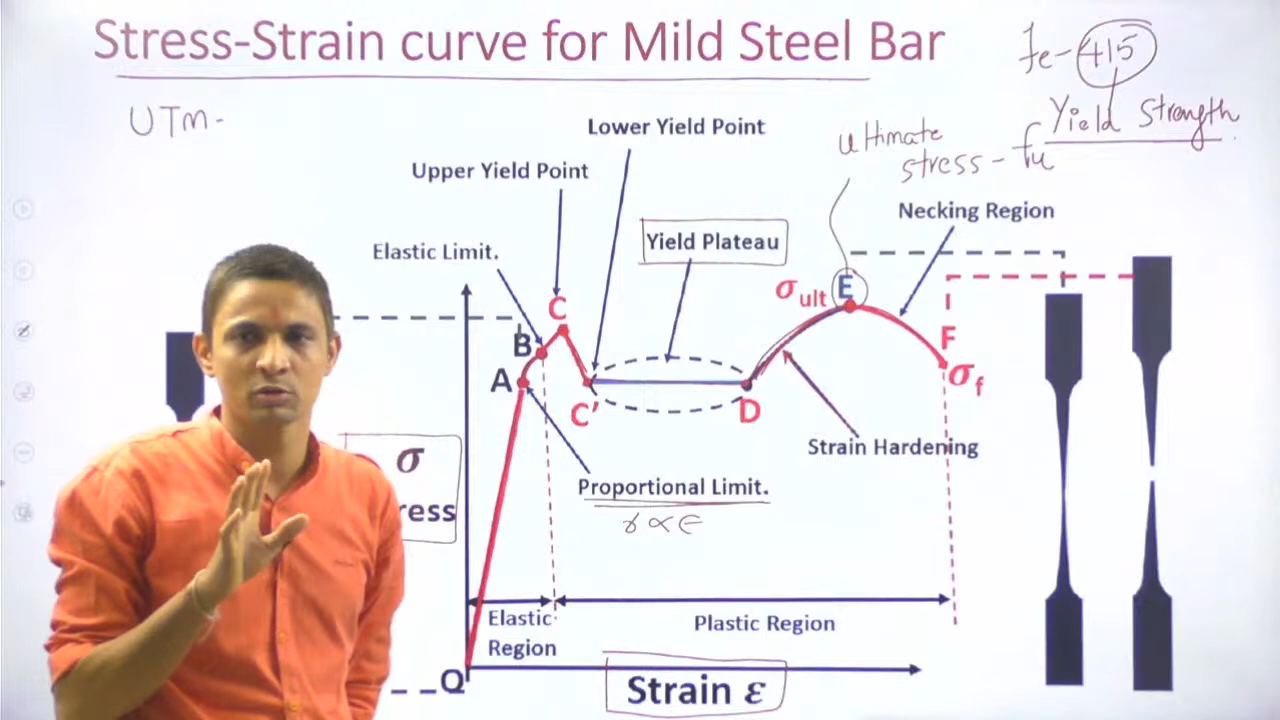 Stress-Strain curve for Mild Steel Bar
Fe-415
Yield Strength
UTM-
Lower Yield Point
ultimate
stress-fu
Upper Yield Point
Necking Region
Yield Plateau
Elastic Limit.
σult
E
C
B
A
F
σf
C'
D
Strain Hardening
σ
ress
Proportional Limit.
γ∝∈
Elastic
Region
Plastic Region
O
Strain ε